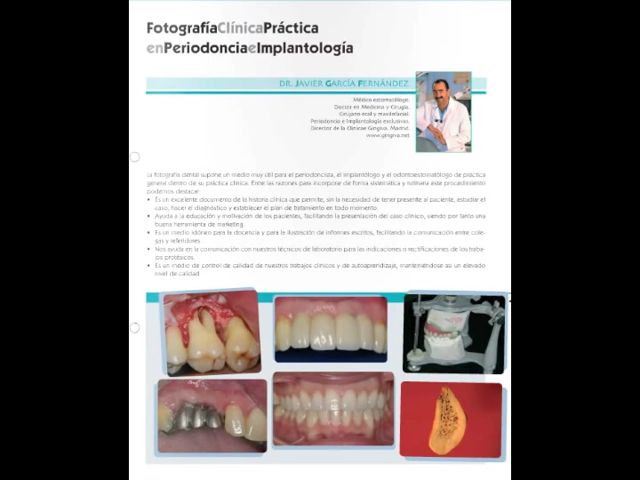 FotografíaClínicaPráctica
enPeriodonciaeImplantología
DR. JAVIER GARCÍA FERNÁNDEZ
Médico estomatólogo.
Doctor en Medicina y Cirugía.
Cirujano oral y maxilofacial.
Periodoncia e Implantología exclusivas.
Director de la Clínica Gingiva. Madrid.
www.gingiva.net
La fotografía dental supone un medio muy útil para el periodoncista, el implantólogo y el odontoestomatólogo de práctica
general dentro de su práctica clínica. Entre las razones para incorporar de forma sistemática y rutinaria este procedimiento
podemos destacar:
• Es un excelente documento de la historia clínica que permite, sin la necesidad de tener presente al paciente, estudiar el
caso, hacer el diagnóstico y establecer el plan de tratamiento en todo momento.
• Ayuda a la educación y motivación de los pacientes, facilitando la presentación del caso clínico, siendo por tanto una
buena herramienta de marketing.
• Es un medio idóneo para la docencia y para la ilustración de informes escritos, facilitando la comunicación entre cole-
gas y referidores.
• Nos ayuda en la comunicación con nuestros técnicos de laboratorio para las indicaciones o rectificaciones de los traba-
jos protésicos.
• Es un medio de control de calidad de nuestros trabajos clínicos y de autoaprendizaje, manteniéndose así un elevado
nivel de calidad.